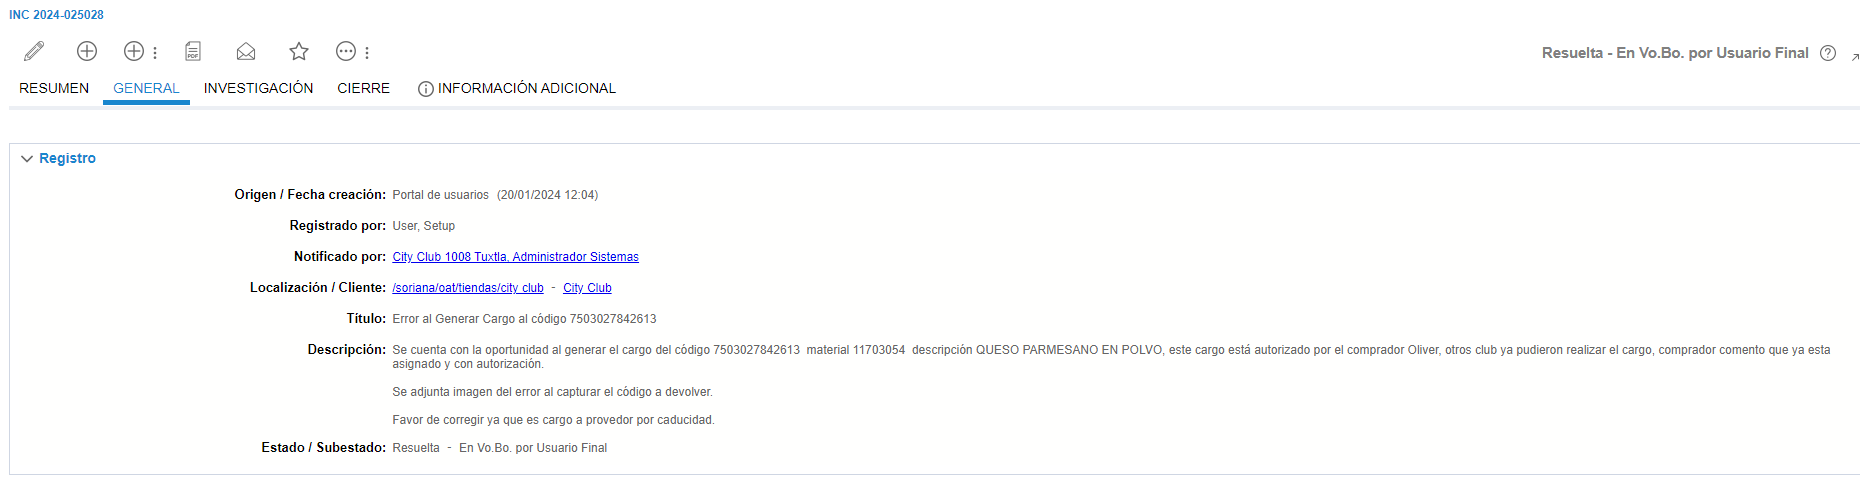 INC 2024-025028
Resuelta - En Vo.Bo. por Usuario Final
RESUMEN GENERAL INVESTIGACIÓN CIERRE INFORMACIÓN ADICIONAL
Registro
Origen / Fecha creación: Portal de usuarios (20/01/2024 12:04)
Registrado por: User, Setup
Notificado por: City Club 1008 Tuxtla, Administrador Sistemas
Localización / Cliente: /soriana/oat/tiendas/city club - City Club
Título: Error al Generar Cargo al código 7503027842613
Descripción: Se cuenta con la oportunidad al generar el cargo del código 7503027842613 material 11703054 descripción QUESO PARMESANO EN POLVO, este cargo está autorizado por el comprador Oliver, otros club ya pudieron realizar el cargo, comprador comento que ya esta
asignado y con autorización.
Se adjunta imagen del error al capturar el código a devolver.
Favor de corregir ya que es cargo a provedor por caducidad.
Estado / Subestado: Resuelta - En Vo.Bo. por Usuario Final